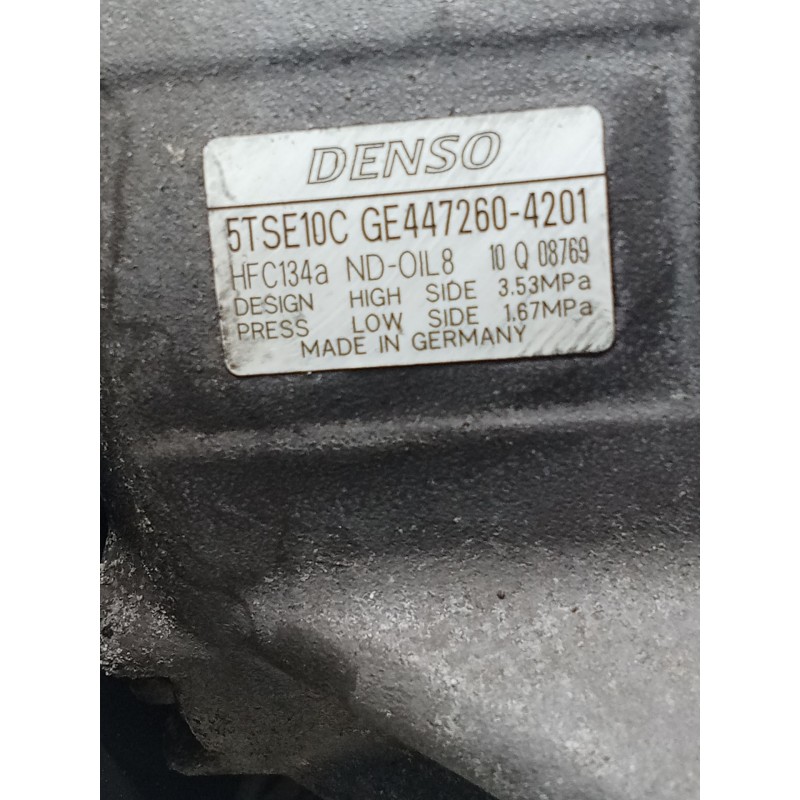 DENSO
5TSE10C GE447260-4201
HFC134a ND-OIL8 10 Q 08769
DESIGN HIGH SIDE 3.53MPa
PRESS LOW SIDE 1.67MPa
MADE IN GERMANY